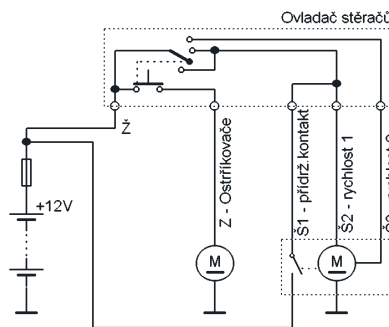 Ovladač stěračů
Ž
Z - Ostřikovače
Š1 - přídrž.kontakt
Š2 - rychlost 1
+12V
M
M